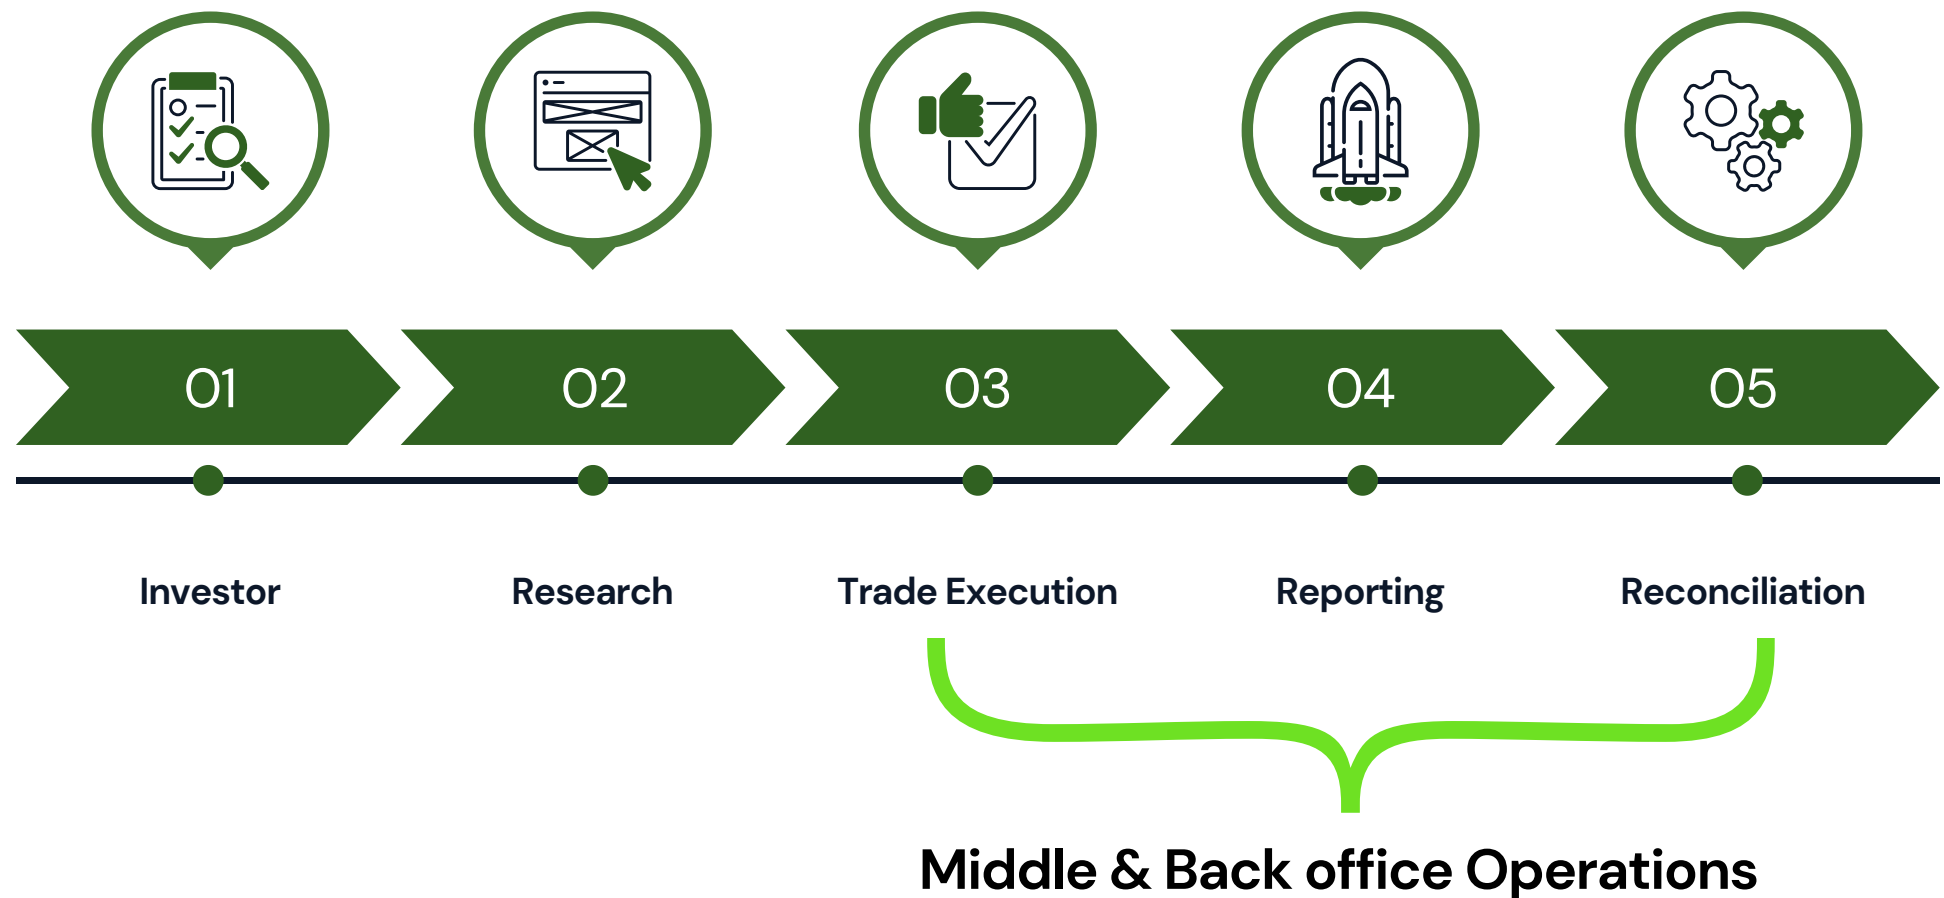 01
02
03
04
05
Investor
Research
Trade Execution
Reporting
Reconciliation
Middle & Back office Operations